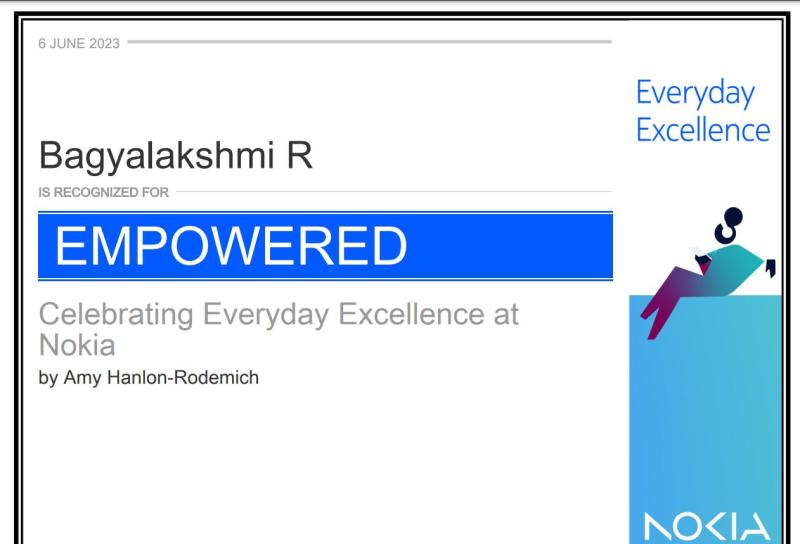 6 JUNE 2023
Everyday
Excellence
Bagyalakshmi R
IS RECOGNIZED FOR
EMPOWERED
Celebrating Everyday Excellence at
Nokia
by Amy Hanlon-Rodemich
NOKIA